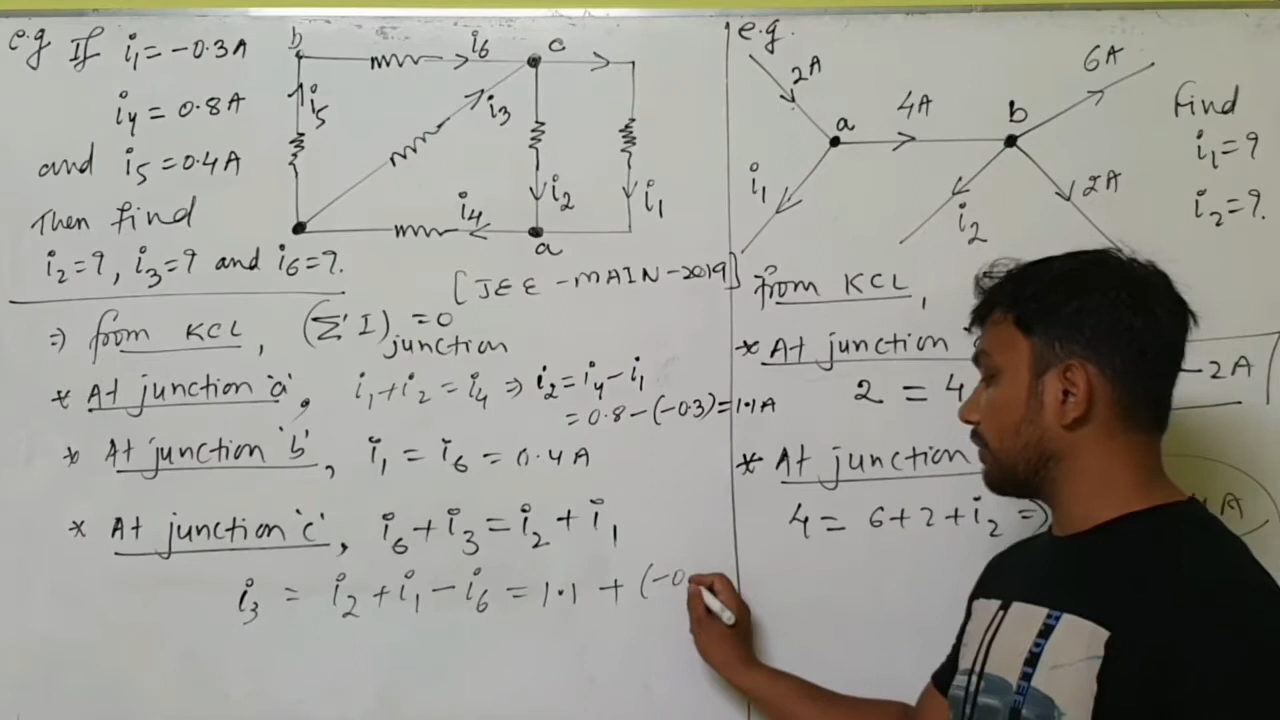 e.g If i₁ = -0.3A
i₄ = 0.8A
and i₅ = 0.4A
Then find
i₂ = ?, i₃ = ? and i₆ = ?.
b
i₆
c
i₅
i₃
i₄
i₂
i₁
a
[JEE-MAIN-2019]
⇒ from KCL, (Σ I)junction = 0
* At junction 'a', i₁ + i₂ = i₄ ⇒ i₂ = i₄ - i₁
= 0.8 - (-0.3) = 1.1A
* At junction 'b', i₁ = i₆ = 0.4A
* At junction 'c', i₆ + i₃ = i₂ + i₁
i₃ = i₂ + i₁ - i₆ = 1.1 + (-0
e.g.
2A
a
4A
b
6A
i₁
i₂
2A
Find
i₁ = ?
i₂ = ?.
from KCL,
* At junction
2 = 4
- 2A
* At junction
4 = 6 + 2 + i₂ ⇒
A
H.D.LEE